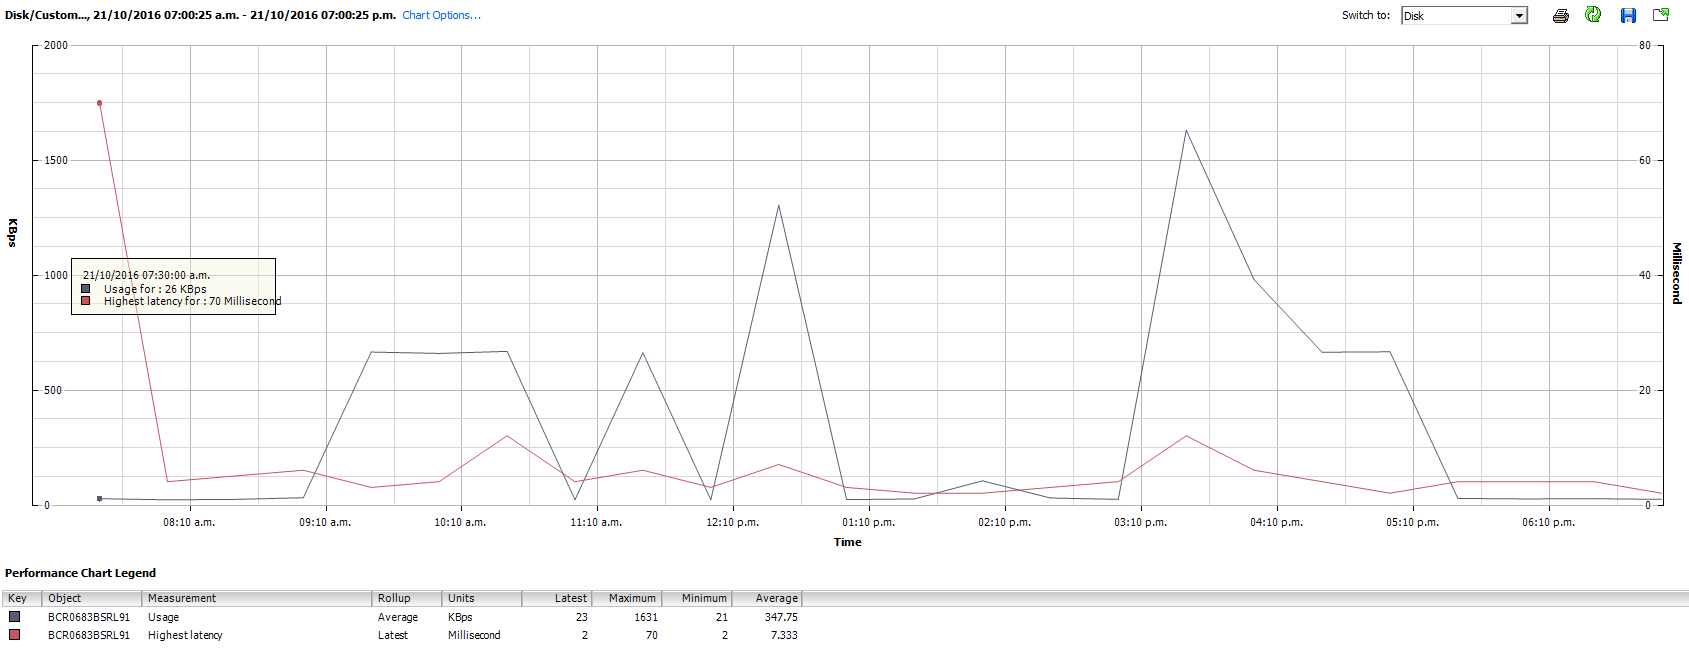 Disk/Custom..., 21/10/2016 07:00:25 a.m. - 21/10/2016 07:00:25 p.m. Chart Options... Switch to: Disk
2000 80
1500 60
KBps
Millisecond
1000 40
21/10/2016 07:30:00 a.m.
Usage for : 26 KBps
Highest latency for : 70 Millisecond
500 20
0 0
08:10 a.m. 09:10 a.m. 10:10 a.m. 11:10 a.m. 12:10 p.m. 01:10 p.m. 02:10 p.m. 03:10 p.m. 04:10 p.m. 05:10 p.m. 06:10 p.m.
Time
Performance Chart Legend
Key Object Measurement Rollup Units Latest Maximum Minimum Average
BCR0683BSRL91 Usage Average KBps 23 1631 21 347.75
BCR0683BSRL91 Highest latency Latest Millisecond 2 70 2 7.333